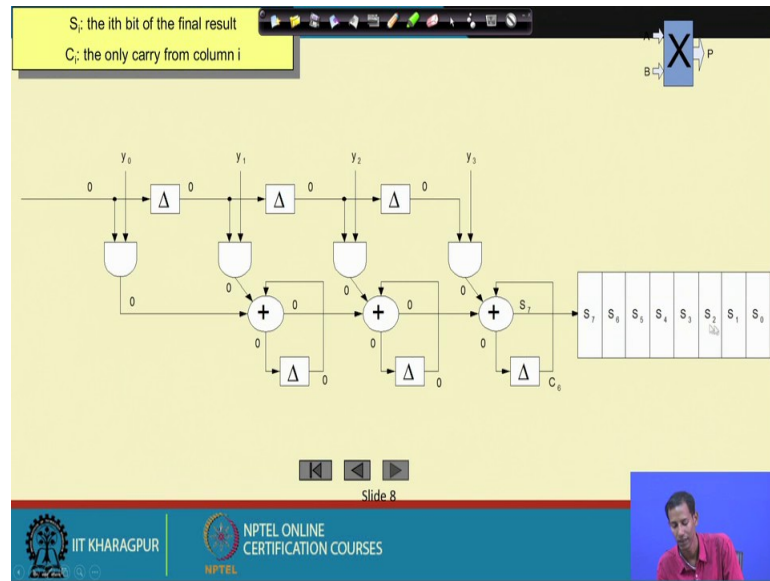 Sᵢ: the ith bit of the final result
Cᵢ: the only carry from column i
A
B
X
P
y₀
y₁
y₂
y₃
0
Δ
0
0
Δ
0
0
Δ
0
0
0
0
0
0
+
0
+
0
+
S₇
S₇
S₆
S₅
S₄
S₃
S₂
S₁
S₀
0
Δ
0
0
Δ
0
0
Δ
C₆
Slide 8
IIT KHARAGPUR
NPTEL
NPTEL ONLINE
CERTIFICATION COURSES